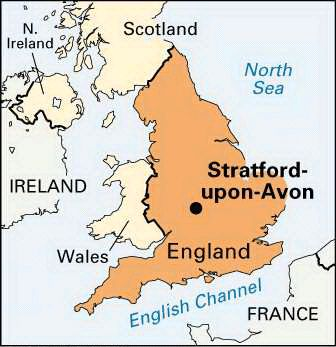 N.
Ireland
Scotland
North
Sea
Stratford-
upon-Avon
IRELAND
Wales
England
English Channel
FRANCE